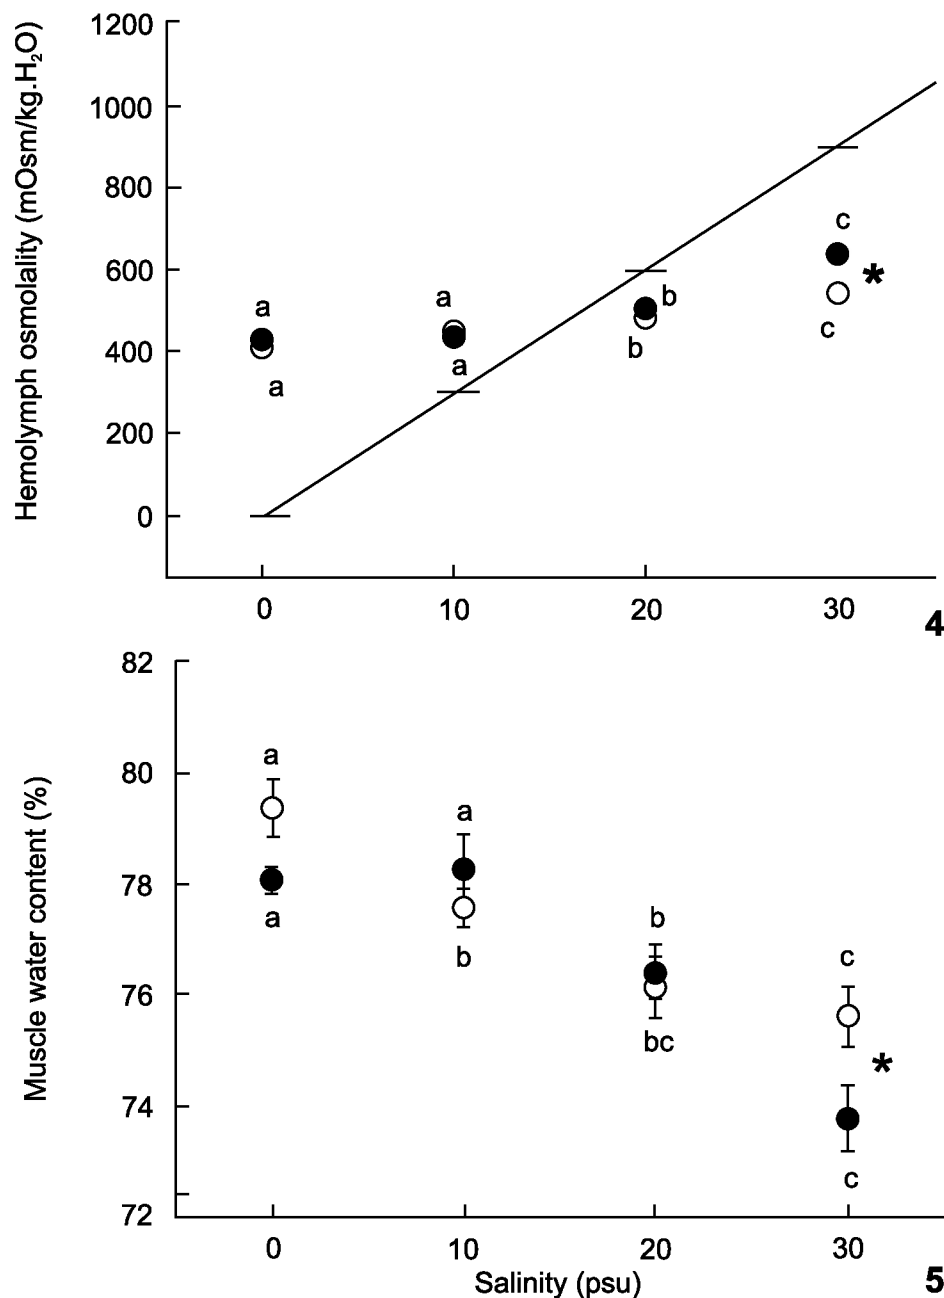 Hemolymph osmolality (mOsm/kg.H₂O)
1200
1000
800
600
400
200
0
a
a
a
a
b
b
c
*
c
0 10 20 30
4
Muscle water content (%)
82
80
78
76
74
72
a
a
a
b
b
bc
c
*
c
0 10 20 30
Salinity (psu)
5